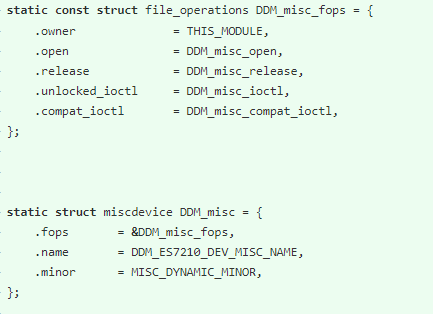 static const struct file_operations DDM_misc_fops = {
    .owner          = THIS_MODULE,
    .open           = DDM_misc_open,
    .release        = DDM_misc_release,
    .unlocked_ioctl = DDM_misc_ioctl,
    .compat_ioctl   = DDM_misc_compat_ioctl,
};
static struct miscdevice DDM_misc = {
    .fops       = &DDM_misc_fops,
    .name       = DDM_ES7210_DEV_MISC_NAME,
    .minor      = MISC_DYNAMIC_MINOR,
};